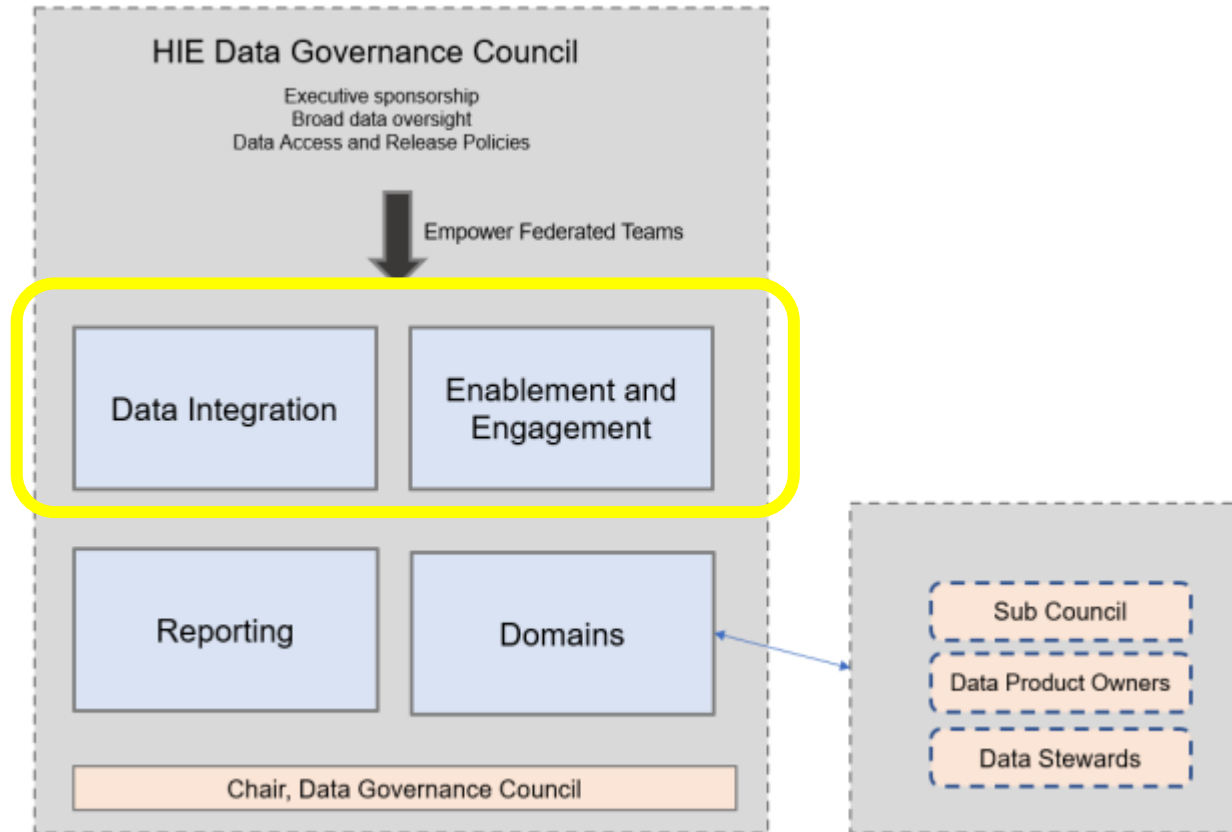 HIE Data Governance Council
Executive sponsorship
Broad data oversight
Data Access and Release Policies
Empower Federated Teams
Data Integration
Enablement and
Engagement
Reporting
Domains
Chair, Data Governance Council
Sub Council
Data Product Owners
Data Stewards